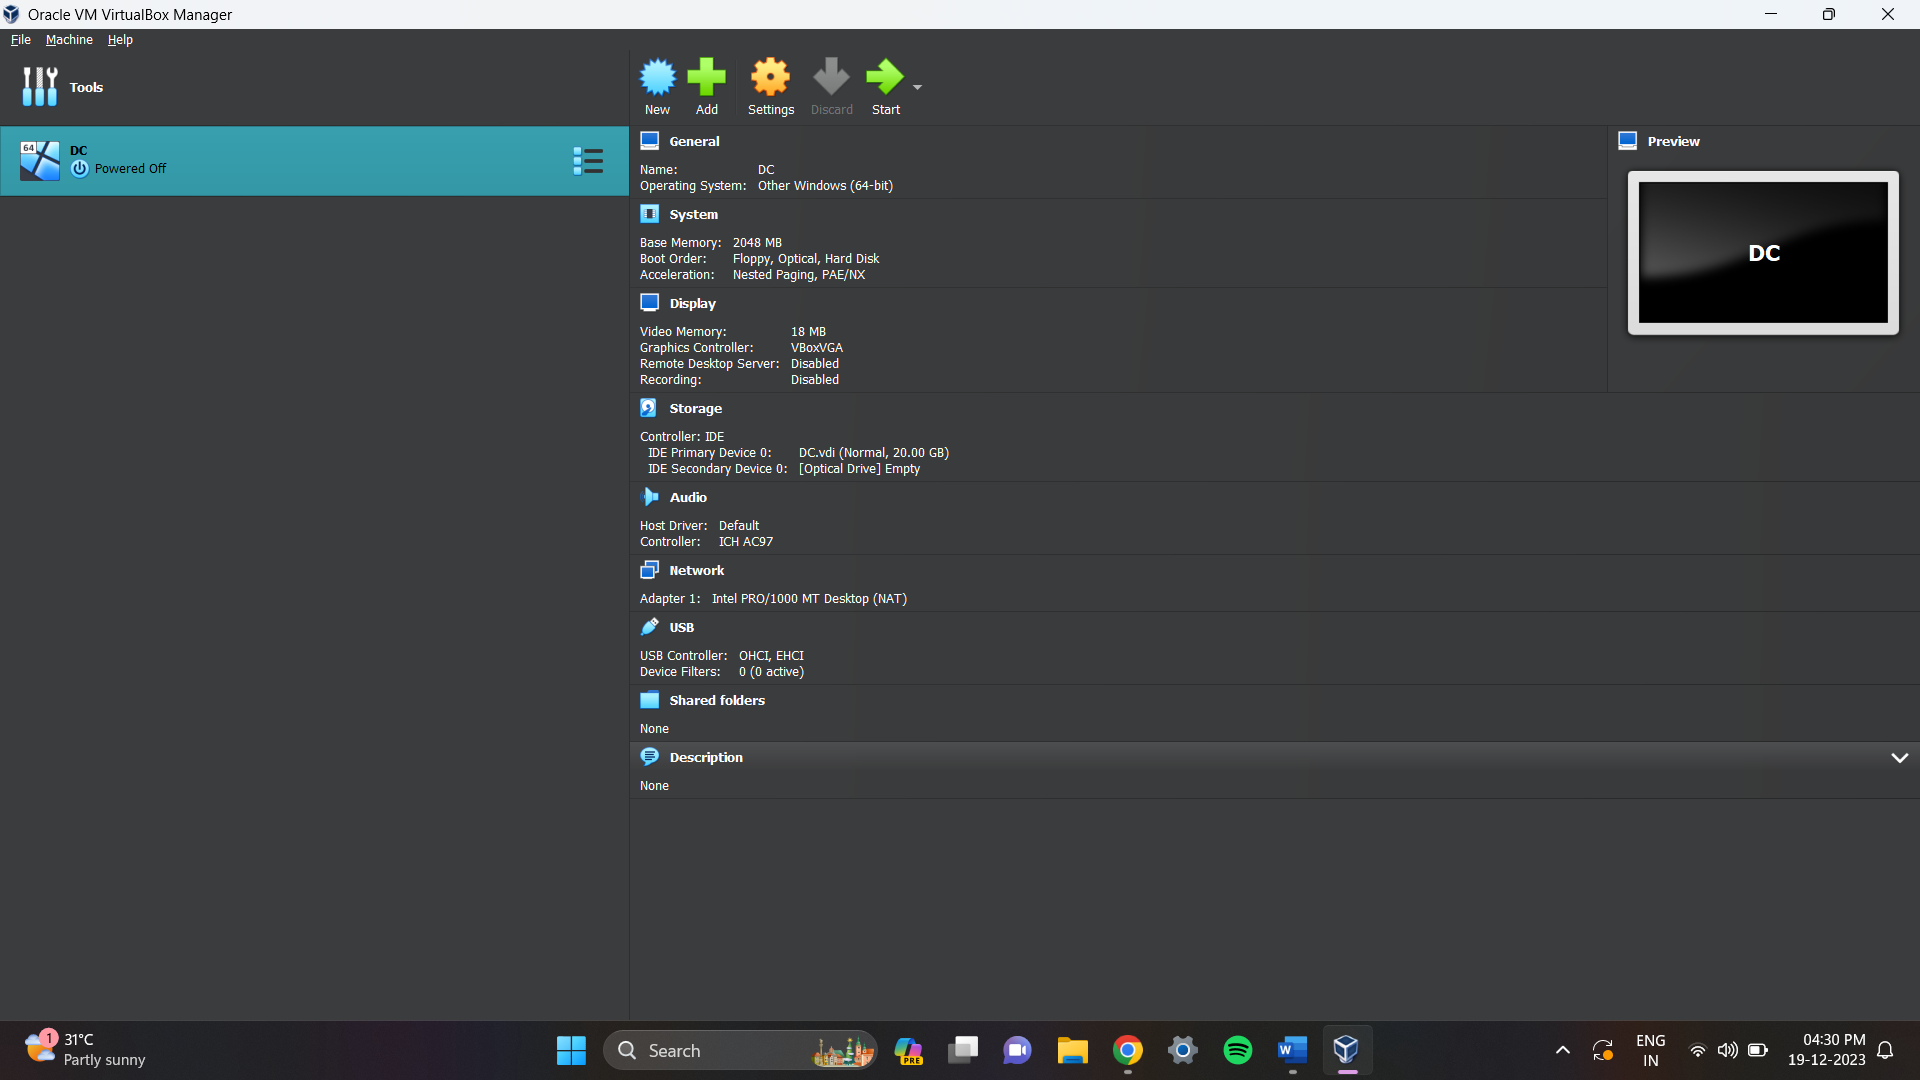 Oracle VM VirtualBox Manager
File Machine Help
Tools
New Add Settings Discard Start
64
DC
Powered Off
General
Name: DC
Operating System: Other Windows (64-bit)
System
Base Memory: 2048 MB
Boot Order: Floppy, Optical, Hard Disk
Acceleration: Nested Paging, PAE/NX
Display
Video Memory: 18 MB
Graphics Controller: VBoxVGA
Remote Desktop Server: Disabled
Recording: Disabled
Storage
Controller: IDE
IDE Primary Device 0: DC.vdi (Normal, 20.00 GB)
IDE Secondary Device 0: [Optical Drive] Empty
Audio
Host Driver: Default
Controller: ICH AC97
Network
Adapter 1: Intel PRO/1000 MT Desktop (NAT)
USB
USB Controller: OHCI, EHCI
Device Filters: 0 (0 active)
Shared folders
None
Description
None
Preview
DC
1
31°C
Partly sunny
Search
PRE
W
ENG
IN
04:30 PM
19-12-2023